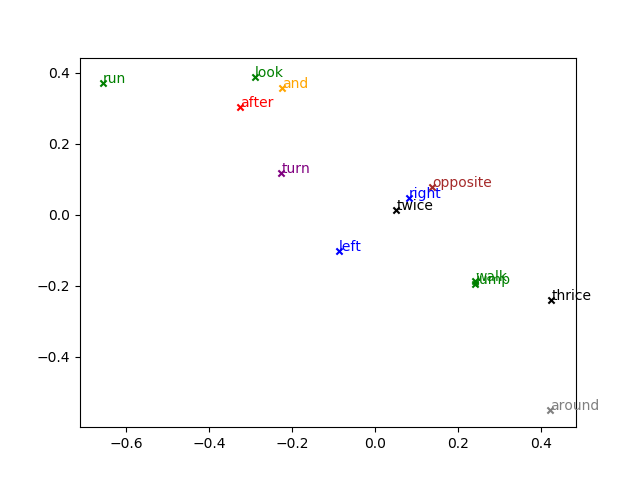 0.4
0.2
0.0
−0.2
−0.4
run
look
and
after
turn
opposite
right
twice
left
walk
jump
thrice
around
−0.6
−0.4
−0.2
0.0
0.2
0.4